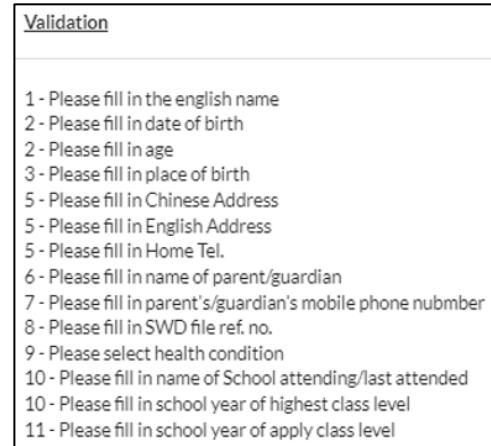 Validation
1 - Please fill in the english name
2 - Please fill in date of birth
2 - Please fill in age
3 - Please fill in place of birth
5 - Please fill in Chinese Address
5 - Please fill in English Address
5 - Please fill in Home Tel.
6 - Please fill in name of parent/guardian
7 - Please fill in parent's/guardian's mobile phone nubmber
8 - Please fill in SWD file ref. no.
9 - Please select health condition
10 - Please fill in name of School attending/last attended
10 - Please fill in school year of highest class level
11 - Please fill in school year of apply class level